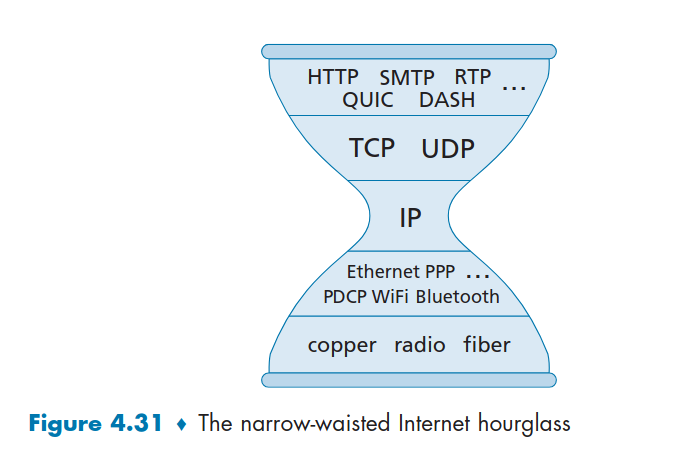 HTTP SMTP RTP ...
QUIC DASH
TCP UDP
IP
Ethernet PPP ...
PDCP WiFi Bluetooth
copper radio fiber
Figure 4.31 ♦ The narrow-waisted Internet hourglass